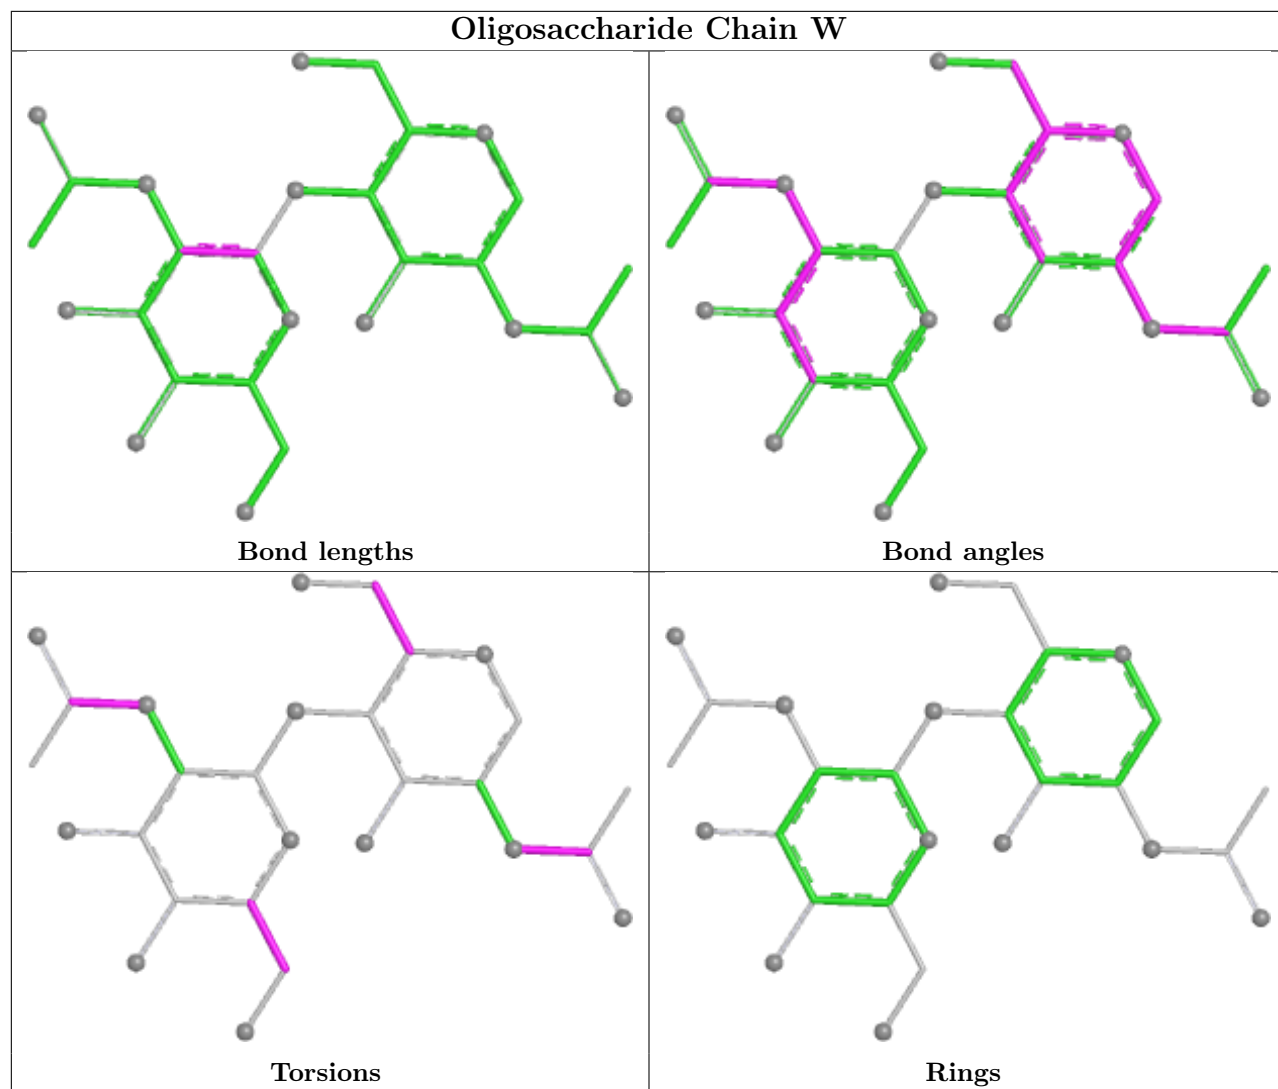 Oligosaccharide Chain W
Bond lengths
Bond angles
Torsions
Rings